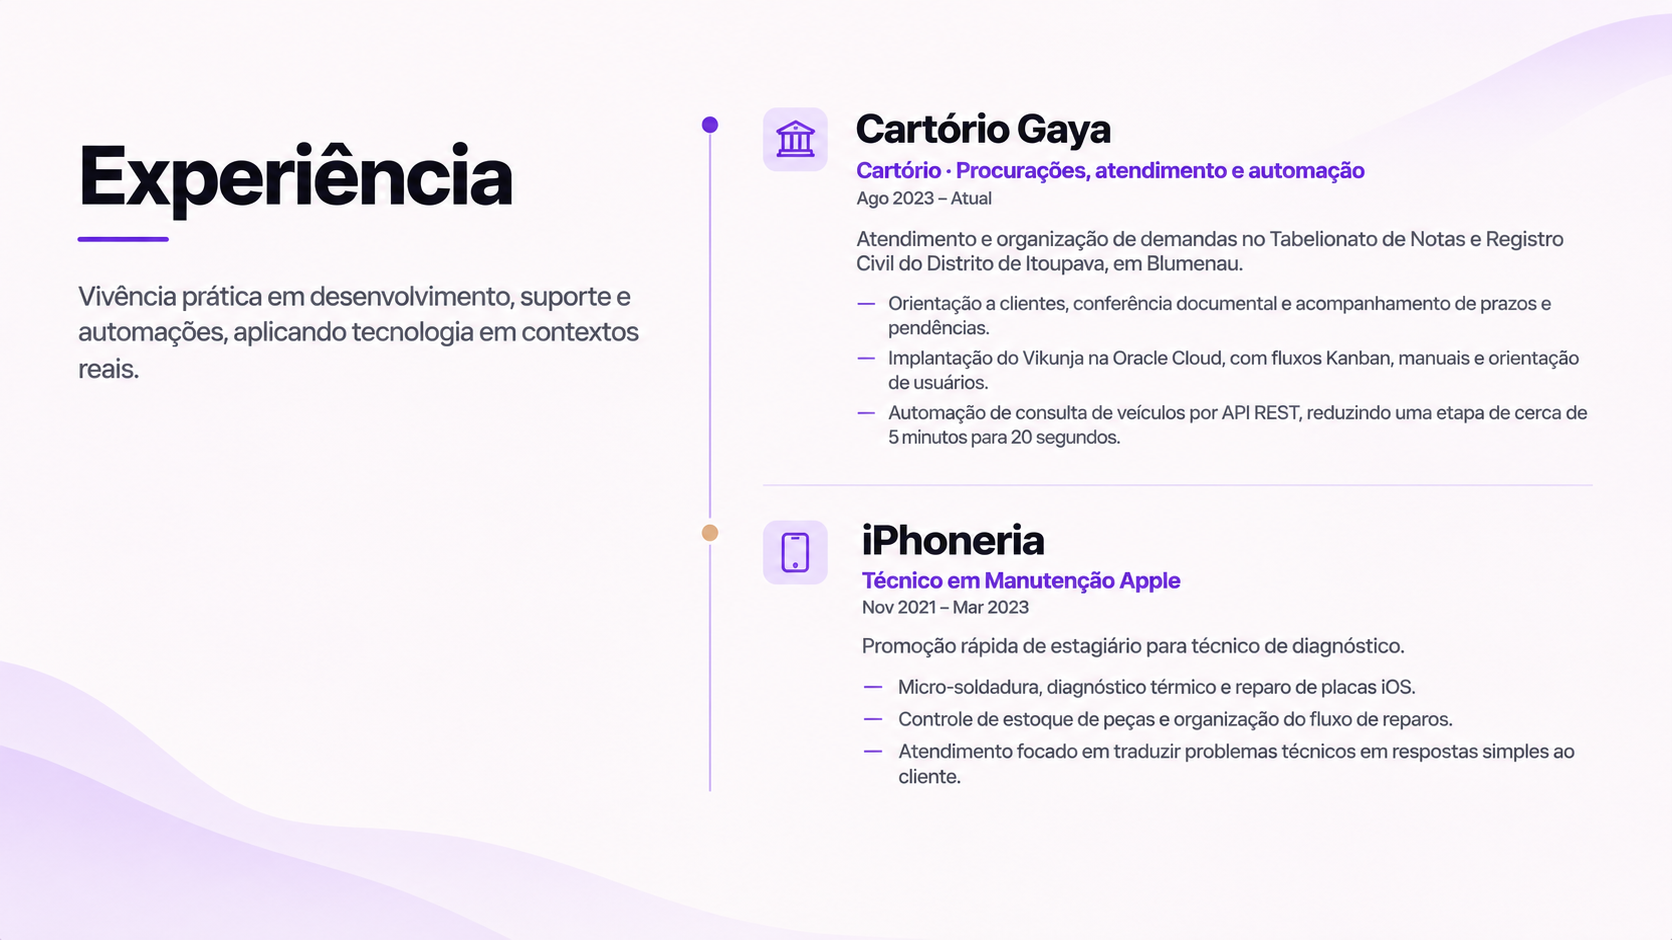 Experiência
Vivência prática em desenvolvimento, suporte e
automações, aplicando tecnologia em contextos
reais.
Cartório Gaya
Cartório · Procurações, atendimento e automação
Ago 2023 – Atual
Atendimento e organização de demandas no Tabelionato de Notas e Registro
Civil do Distrito de Itoupava, em Blumenau.
— Orientação a clientes, conferência documental e acompanhamento de prazos e
pendências.
— Implantação do Vikunja na Oracle Cloud, com fluxos Kanban, manuais e orientação
de usuários.
— Automação de consulta de veículos por API REST, reduzindo uma etapa de cerca de
5 minutos para 20 segundos.
iPhoneria
Técnico em Manutenção Apple
Nov 2021 – Mar 2023
Promoção rápida de estagiário para técnico de diagnóstico.
— Micro-soldadura, diagnóstico térmico e reparo de placas iOS.
— Controle de estoque de peças e organização do fluxo de reparos.
— Atendimento focado em traduzir problemas técnicos em respostas simples ao
cliente.